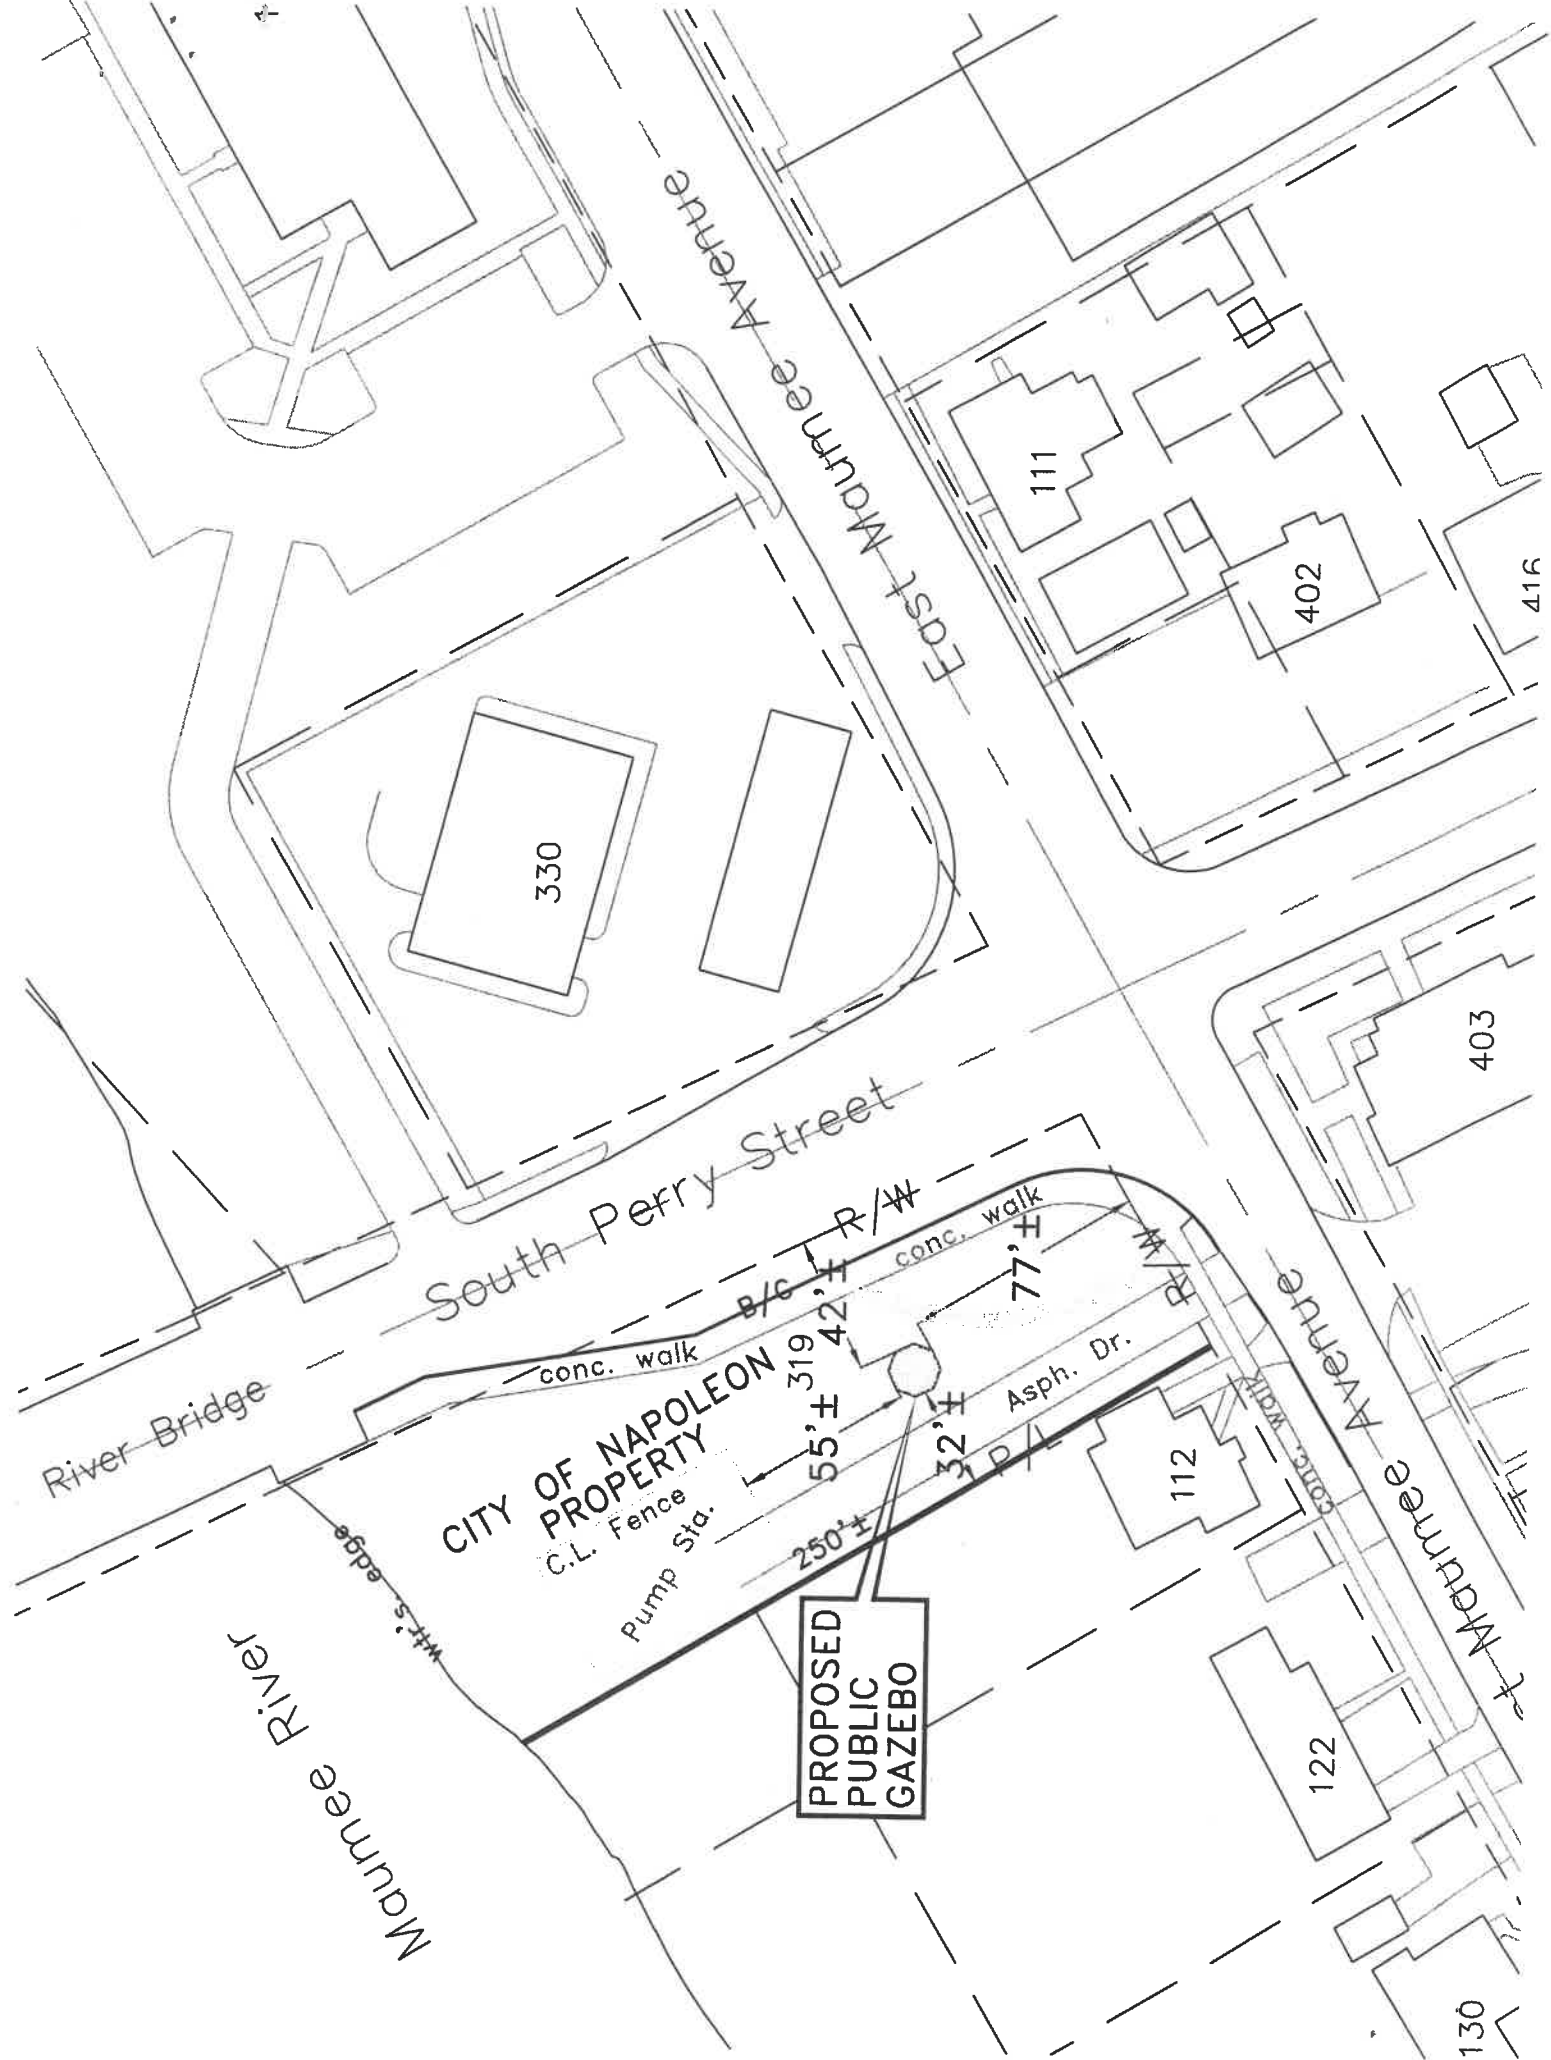 River Bridge
South Perry Street
East Maumee Avenue
Maumee River
wtr's. edge
CITY OF NAPOLEON
PROPERTY
C.L. Fence
Pump Sta.
conc. walk
B/C
R/W
conc. walk
319
42'±
55'±
77'±
32'±
250'±
P/L
Asph. Dr.
R/W
conc. walk
PROPOSED
PUBLIC
GAZEBO
Maumee Avenue
330
111
402
416
403
112
122
130